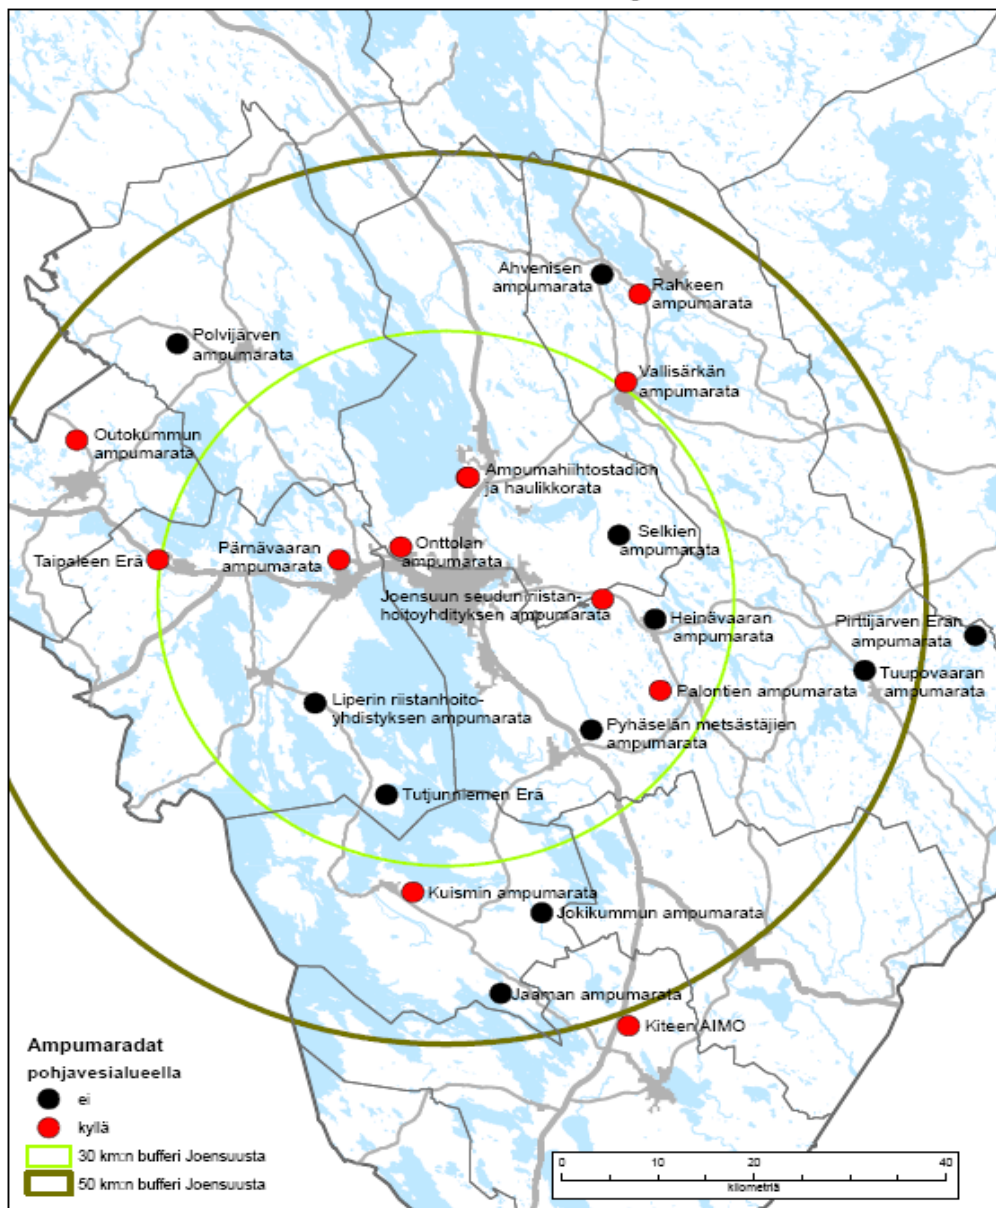 Ahvenisen
ampumarata
Rahkeen
ampumarata
Polvijärven
ampumarata
Vallisärkän
ampumarata
Outokummun
ampumarata
Ampumahiihtostadion
ja haulikkorata
Selkien
ampumarata
Onttolan
ampumarata
Pärnävaaran
ampumarata
Taipaleen Erä
Joensuun seudun riistan-
hoitoyhdityksen ampumarata
Heinävaaran
ampumarata
Pirttijärven Erän
ampumarata
Tuupovaaran
ampumarata
Palontien ampumarata
Liperin riistanhoito-
yhdistyksen ampumarata
Pyhäselän metsästäjien
ampumarata
Tutjunniemen Erä
Kuismin ampumarata
Jokikummun ampumarata
Jaaman ampumarata
Kiteen AIMO
Ampumaradat
pohjavesialueella
ei
kyllä
30 km:n bufferi Joensuusta
50 km:n bufferi Joensuusta
0 10 20 40
kilometriä